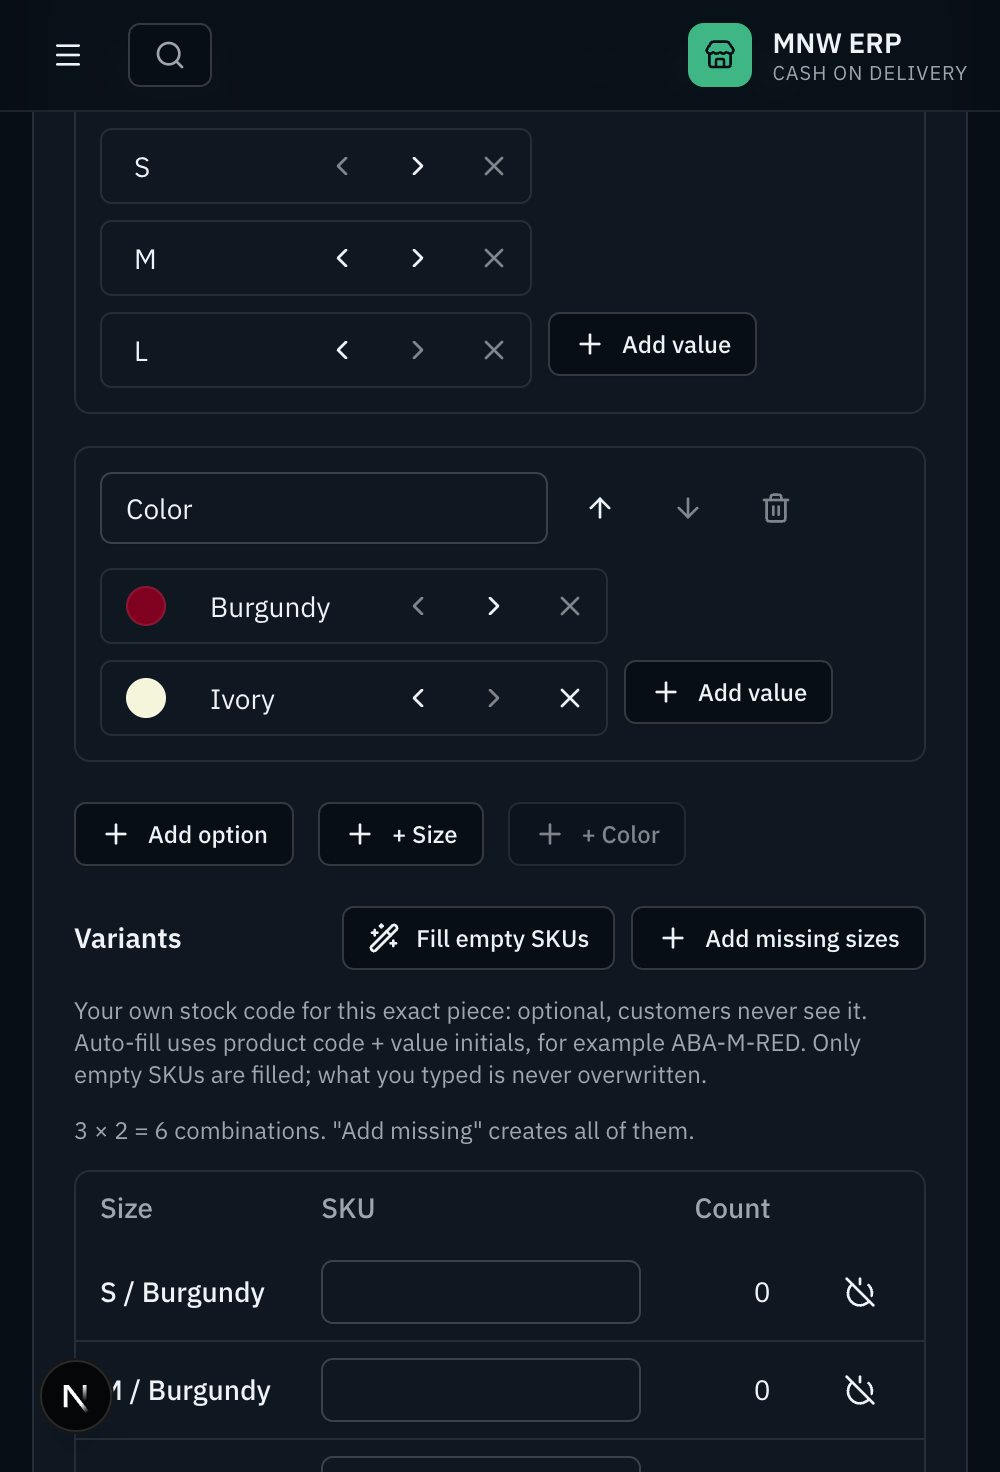 MNW ERP
CASH ON DELIVERY
S
M
L
Add value
Color
Burgundy
Ivory
Add value
Add option
+ Size
+ Color
Variants
Fill empty SKUs
Add missing sizes
Your own stock code for this exact piece: optional, customers never see it.
Auto-fill uses product code + value initials, for example ABA-M-RED. Only
empty SKUs are filled; what you typed is never overwritten.
3 × 2 = 6 combinations. "Add missing" creates all of them.
Size SKU Count
S / Burgundy 0
M / Burgundy 0
N